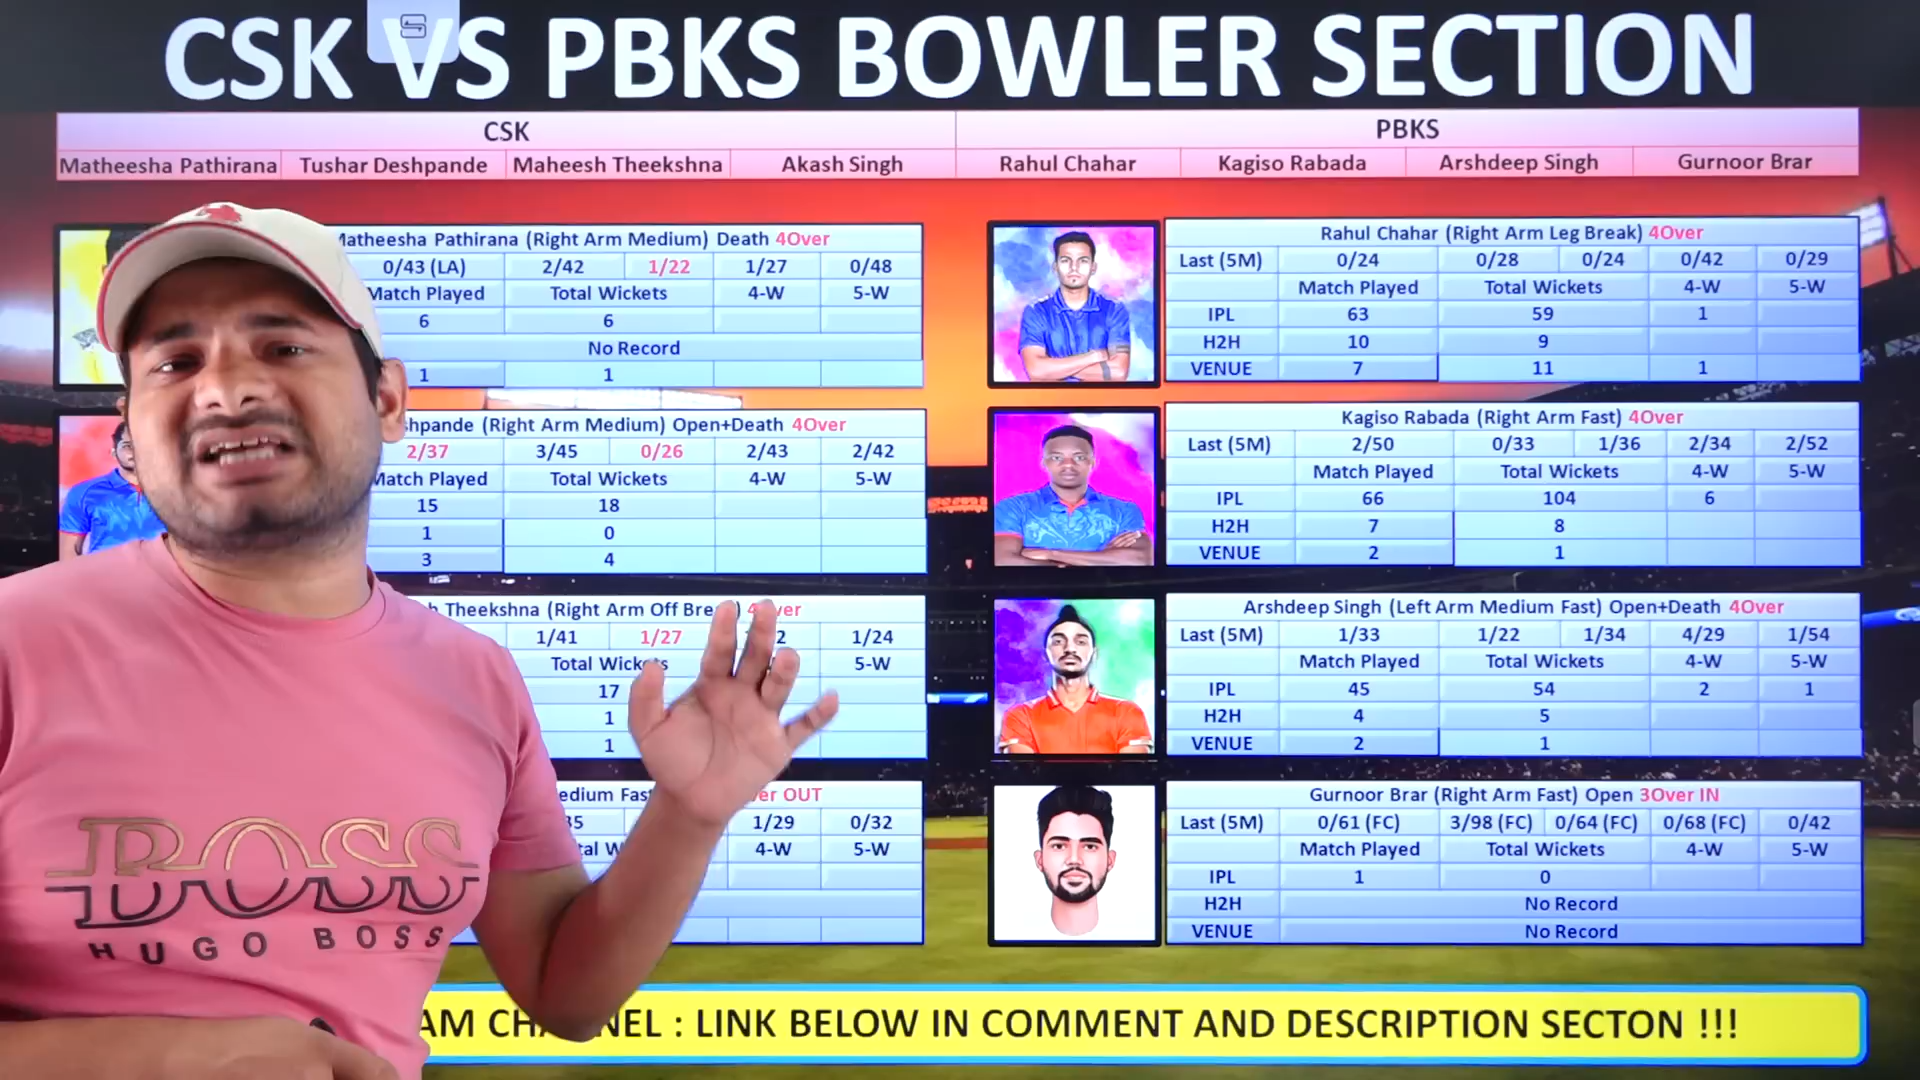 CSK VS PBKS BOWLER SECTION
CSK
PBKS
Matheesha Pathirana
Tushar Deshpande
Maheesh Theekshna
Akash Singh
Rahul Chahar
Kagiso Rabada
Arshdeep Singh
Gurnoor Brar
Matheesha Pathirana (Right Arm Medium) Death 4Over
0/43 (LA) 2/42 1/22 1/27 0/48
Match Played Total Wickets 4-W 5-W
6 6
No Record
1 1
(Right Arm Medium) Open+Death 4Over
2/37 3/45 0/26 2/43 2/42
Match Played Total Wickets 4-W 5-W
15 18
1 0
3 4
Theekshna (Right Arm Off
1/41 1/27 1/24
Total 5-W
17
1
1
OUT
1/29 0/32
4-W 5-W
Rahul Chahar (Right Arm Leg Break) 4Over
Last (5M) 0/24 0/28 0/24 0/42 0/29
Match Played Total Wickets 4-W 5-W
IPL 63 59 1
H2H 10 9
VENUE 7 11 1
Kagiso Rabada (Right Arm Fast) 4Over
Last (5M) 2/50 0/33 1/36 2/34 2/52
Match Played Total Wickets 4-W 5-W
IPL 66 104 6
H2H 7 8
VENUE 2 1
Arshdeep Singh (Left Arm Medium Fast) Open+Death 4Over
Last (5M) 1/33 1/22 1/34 4/29 1/54
Match Played Total Wickets 4-W 5-W
IPL 45 54 2 1
H2H 4 5
VENUE 2 1
Gurnoor Brar (Right Arm Fast) Open 3Over IN
Last (5M) 0/61 (FC) 3/98 (FC) 0/64 (FC) 0/68 (FC) 0/42
Match Played Total Wickets 4-W 5-W
IPL 1 0
H2H No Record
VENUE No Record
BOSS
HUGO BOSS
: LINK BELOW IN COMMENT AND DESCRIPTION SECTON !!!